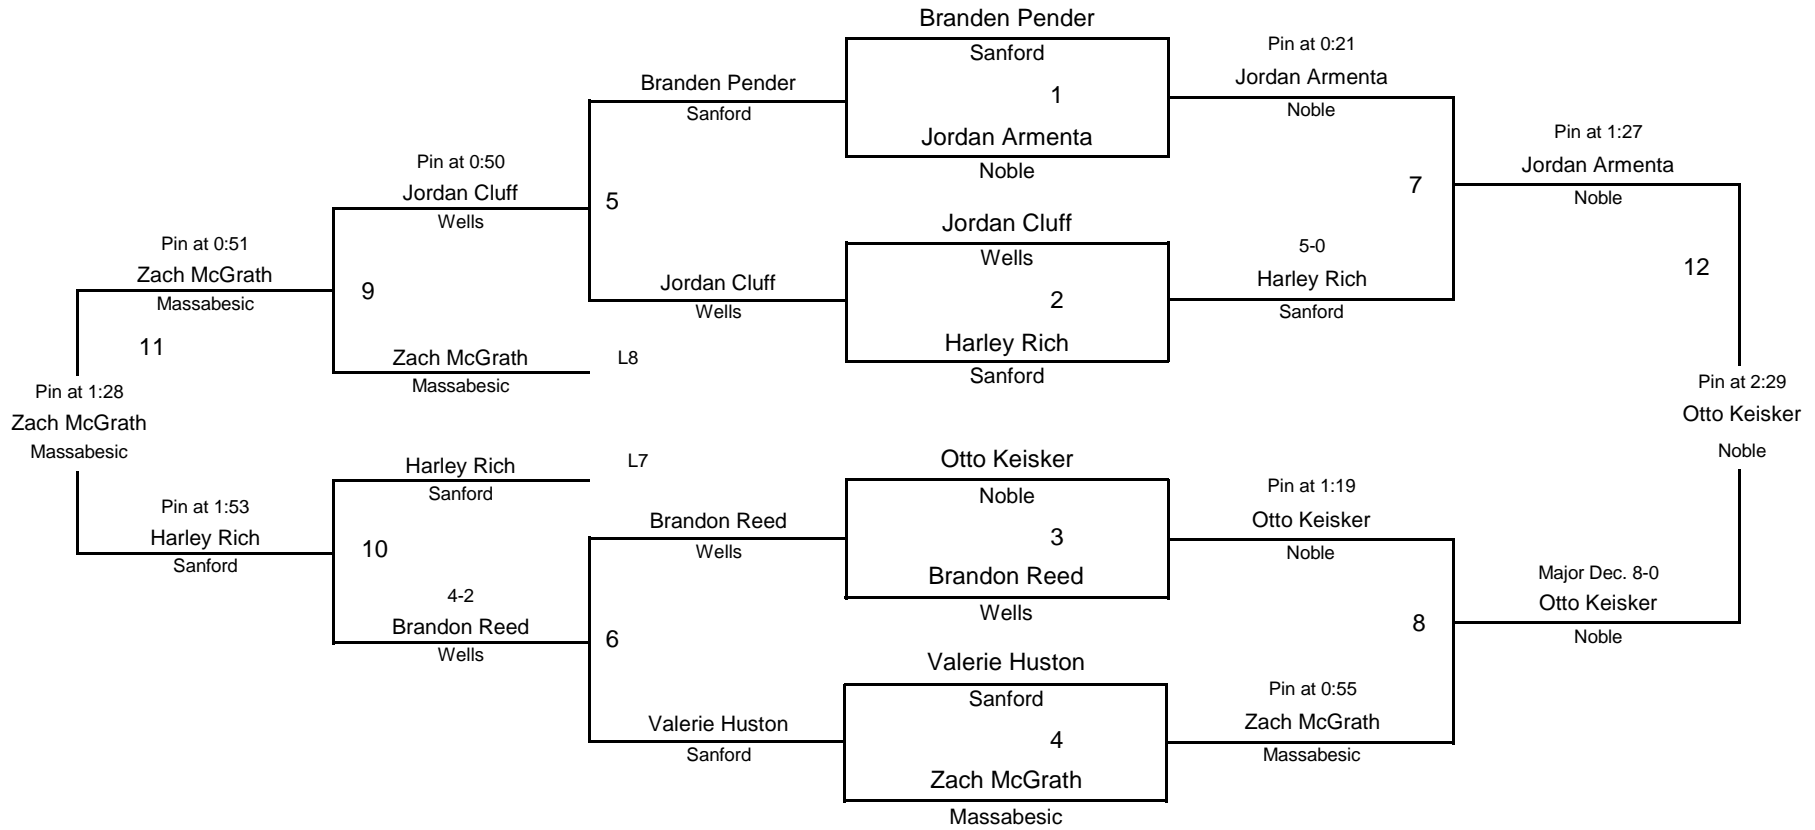 Branden Pender
Sanford
1
Jordan Armenta
Noble
Jordan Cluff
Wells
2
Harley Rich
Sanford
Otto Keisker
Noble
3
Brandon Reed
Wells
Valerie Huston
Sanford
4
Zach McGrath
Massabesic
Pin at 0:21
Jordan Armenta
Noble
7
5-0
Harley Rich
Sanford
Pin at 1:19
Otto Keisker
Noble
8
Pin at 0:55
Zach McGrath
Massabesic
Pin at 1:27
Jordan Armenta
Noble
12
Major Dec. 8-0
Otto Keisker
Noble
Pin at 2:29
Otto Keisker
Noble
Branden Pender
Sanford
5
Jordan Cluff
Wells
Brandon Reed
Wells
6
Valerie Huston
Sanford
Pin at 0:50
Jordan Cluff
Wells
9
Zach McGrath
L8
Massabesic
Harley Rich
L7
Sanford
10
4-2
Brandon Reed
Wells
Pin at 0:51
Zach McGrath
Massabesic
11
Pin at 1:53
Harley Rich
Sanford
Pin at 1:28
Zach McGrath
Massabesic